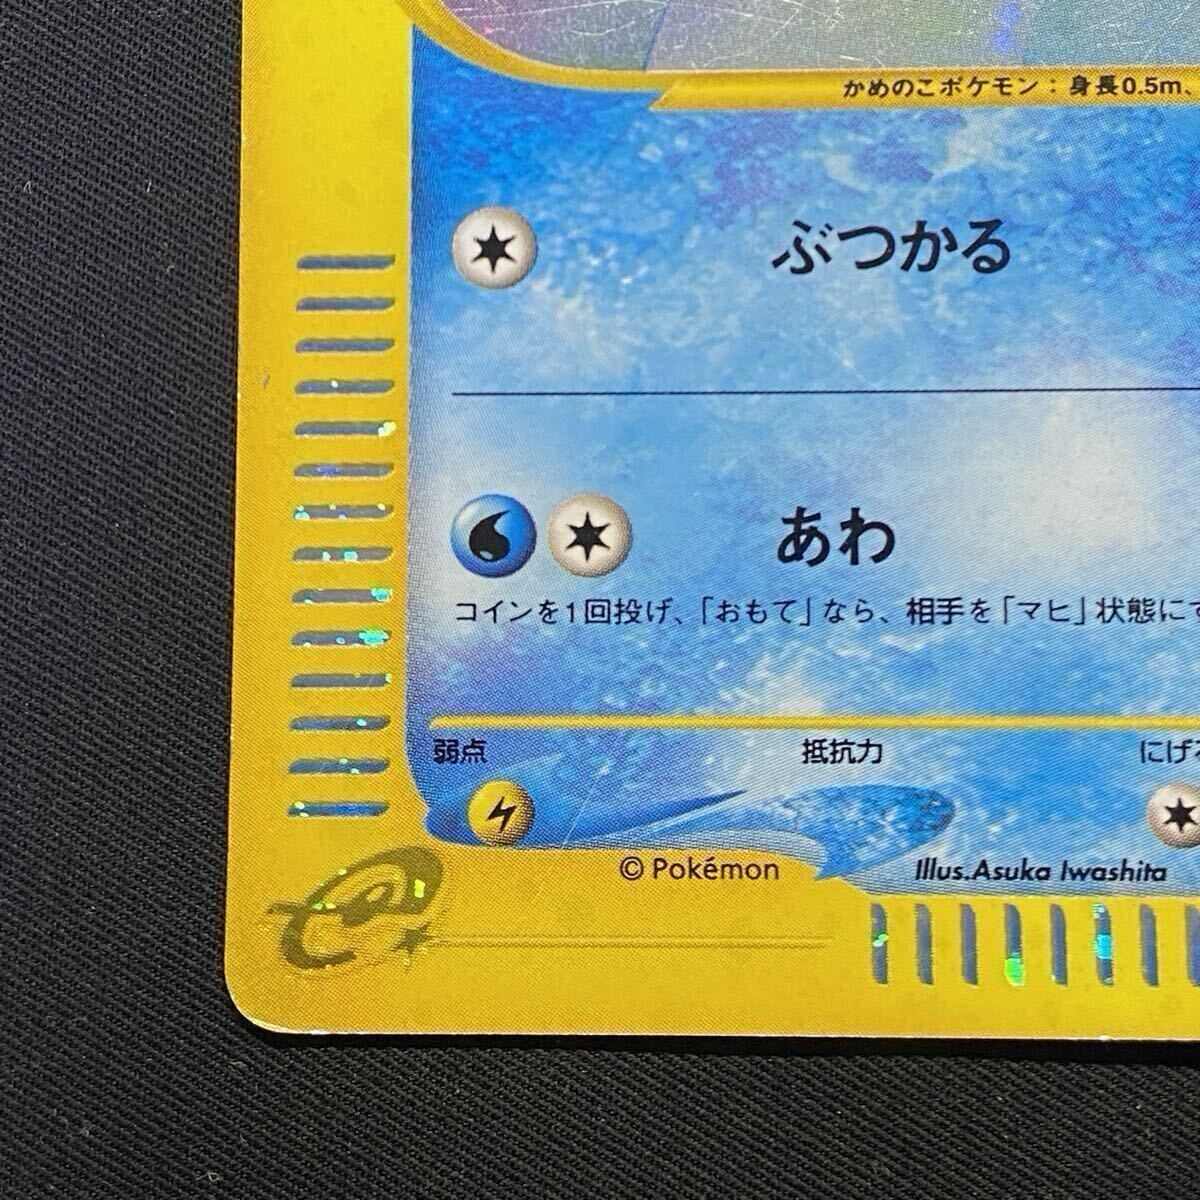 かめのこポケモン：身長0.5m、
ぶつかる
あわ
コインを1回投げ、「おもて」なら、相手を「マヒ」状態に
弱点 抵抗力 にげ
© Pokémon Illus.Asuka Iwashita